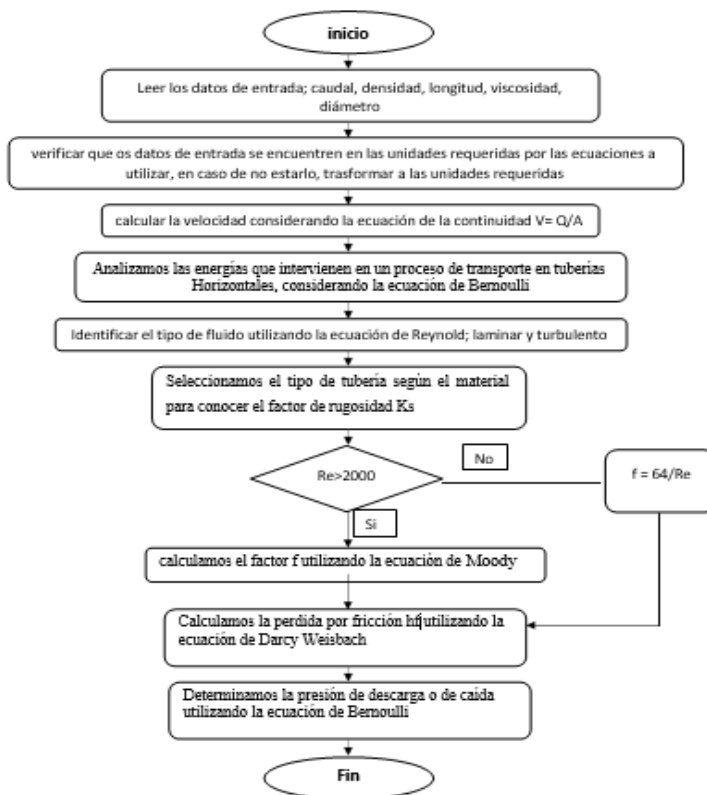 inicio
Leer los datos de entrada; caudal, densidad, longitud, viscosidad,
diámetro
verificar que os datos de entrada se encuentren en las unidades requeridas por las ecuaciones a
utilizar, en caso de no estarlo, trasformar a las unidades requeridas
calcular la velocidad considerando la ecuación de la continuidad V= Q/A
Analizamos las energías que intervienen en un proceso de transporte en tuberías
Horizontales, considerando la ecuación de Bernoulli
Identificar el tipo de fluido utilizando la ecuación de Reynold; laminar y turbulento
Seleccionamos el tipo de tubería según el material
para conocer el factor de rugosidad Ks
Re>2000
No
f = 64/Re
Si
calculamos el factor f utilizando la ecuación de Moody
Calculamos la perdida por fricción hf utilizando la
ecuación de Darcy Weisbach
Determinamos la presión de descarga o de caída
utilizando la ecuación de Bernoulli
Fin